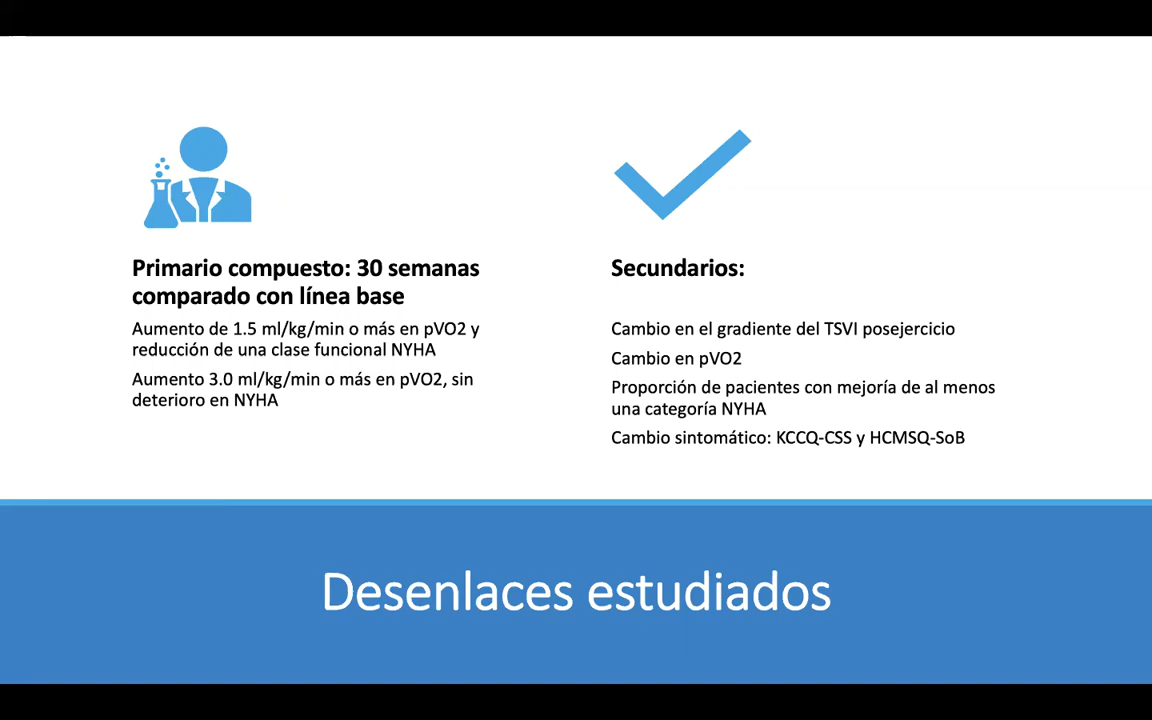 Primario compuesto: 30 semanas
comparado con línea base
Aumento de 1.5 ml/kg/min o más en pVO2 y
reducción de una clase funcional NYHA
Aumento 3.0 ml/kg/min o más en pVO2, sin
deterioro en NYHA
Secundarios:
Cambio en el gradiente del TSVI posejercicio
Cambio en pVO2
Proporción de pacientes con mejoría de al menos
una categoría NYHA
Cambio sintomático: KCCQ-CSS y HCMSQ-SoB
Desenlaces estudiados